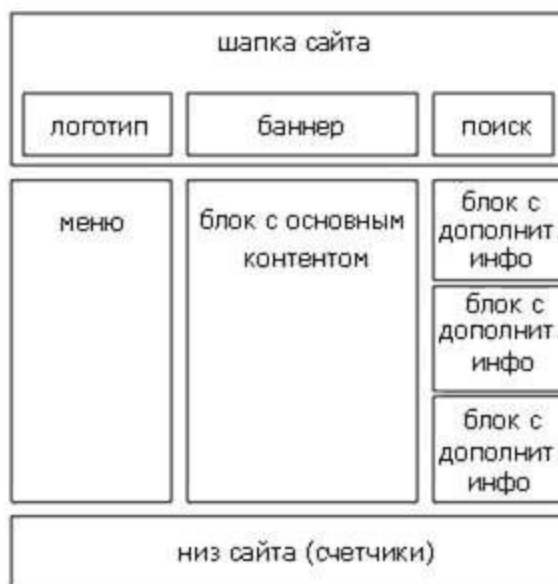 шапка сайта
логотип
баннер
поиск
меню
блок с основным
контентом
блок с
дополнит
инфо
блок с
дополнит
инфо
блок с
дополнит
инфо
низ сайта (счетчики)